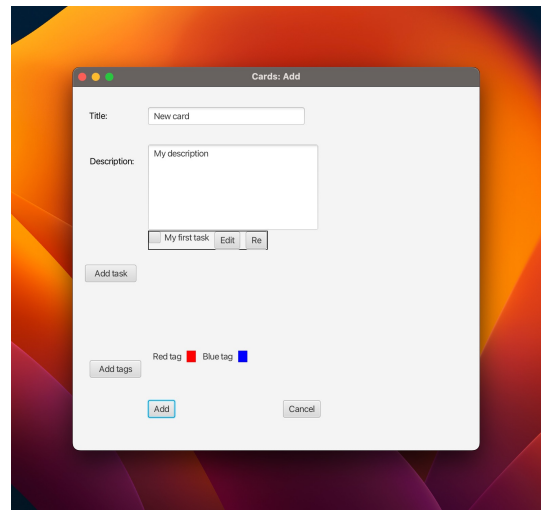 Cards: Add
Title: New card
Description: My description
My first task Edit Re
Add task
Red tag Blue tag
Add tags
Add Cancel